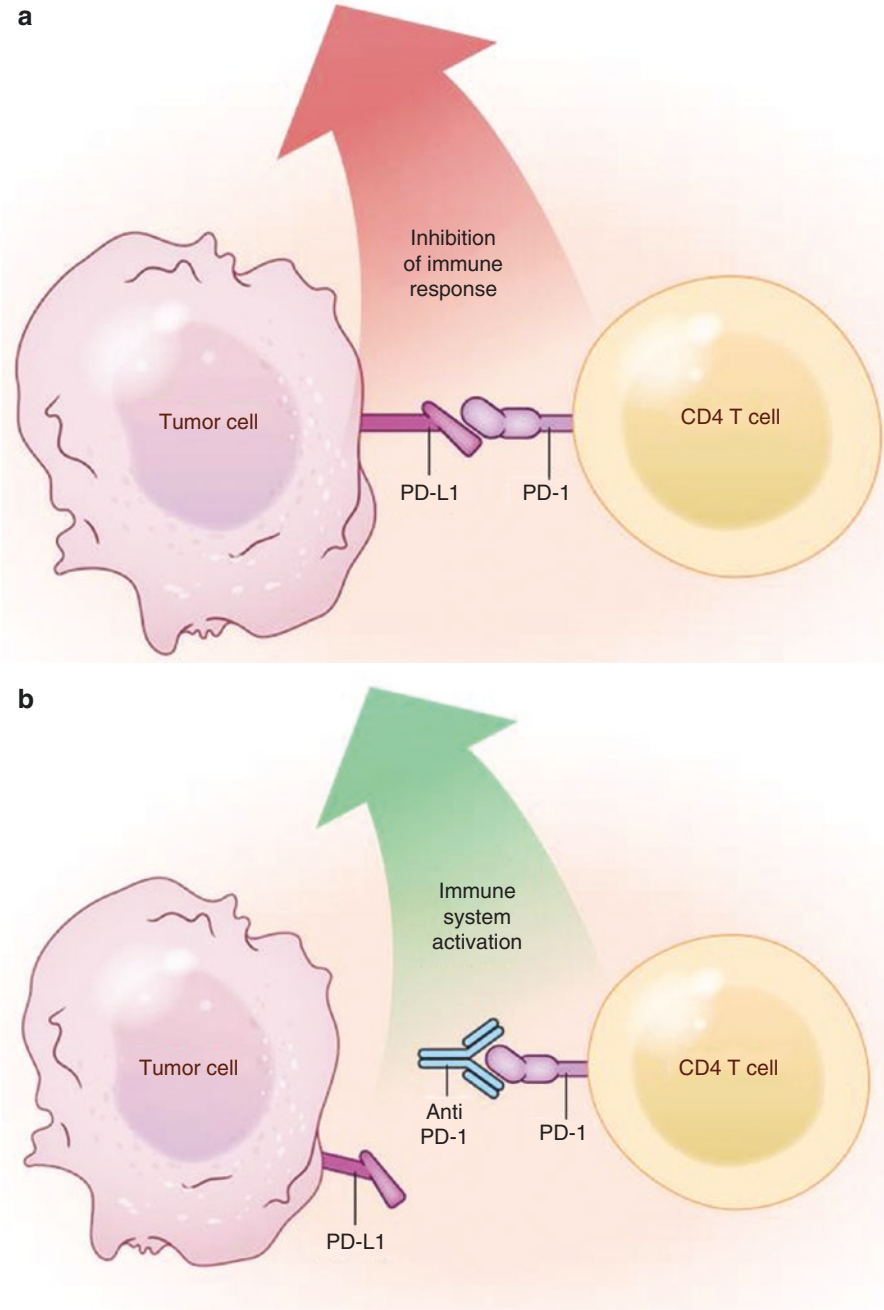 a
Inhibition
of immune
response
Tumor cell
CD4 T cell
PD-L1
PD-1
b
Immune
system
activation
Tumor cell
CD4 T cell
Anti
PD-1
PD-1
PD-L1